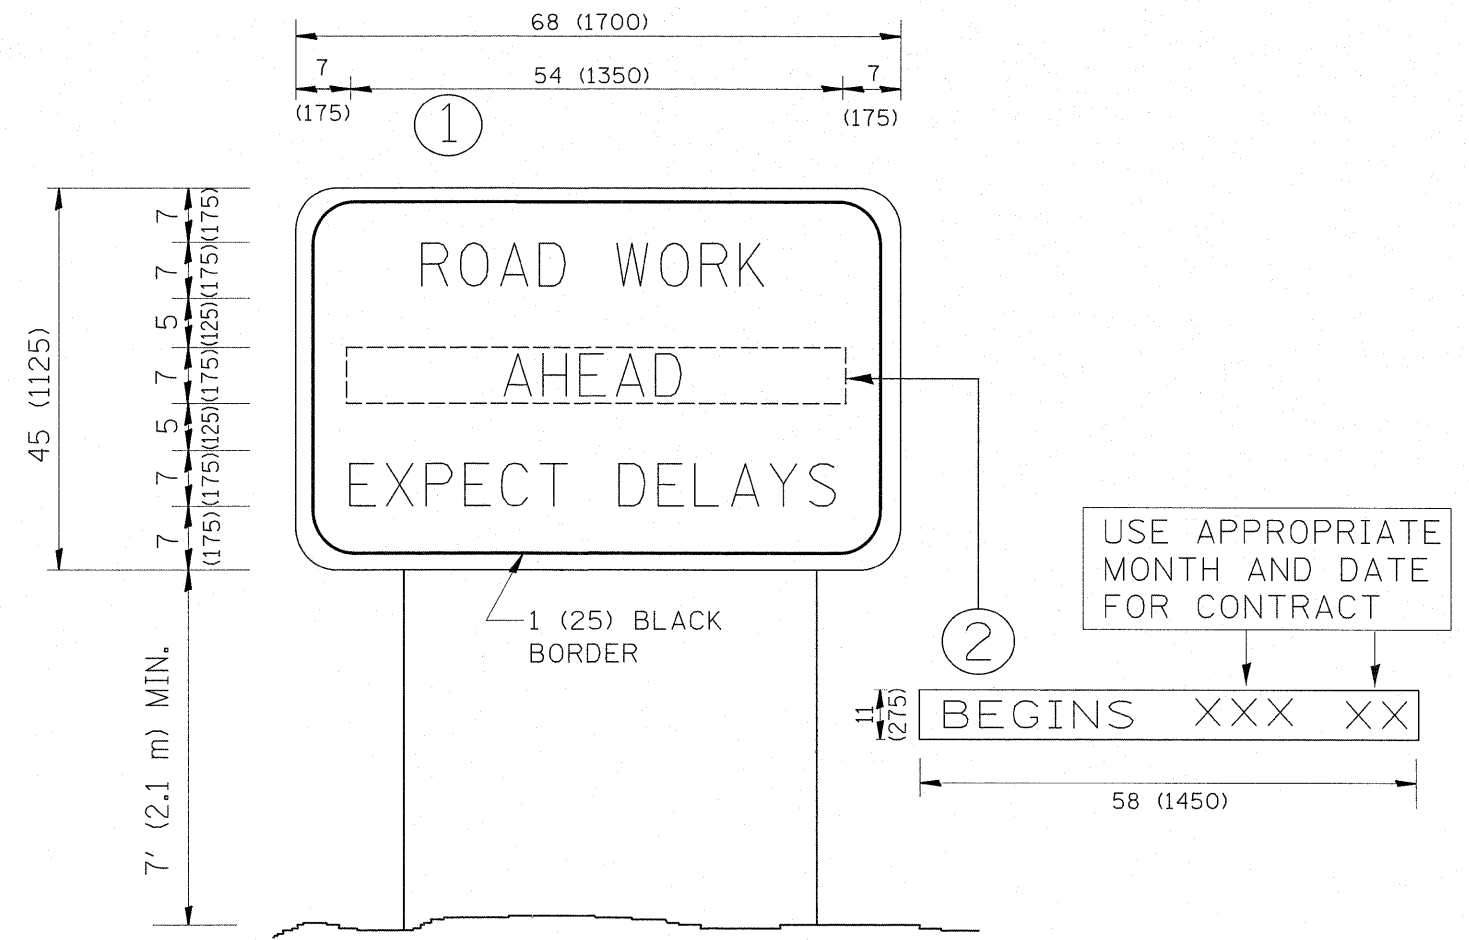 68 (1700)
7
54 (1350)
7
(175)
(175)
1
7 (175)
7 (175)
5 (125)
7 (175)
5 (125)
7 (175)
7 (175)
45 (1125)
ROAD WORK
AHEAD
EXPECT DELAYS
1 (25) BLACK
BORDER
7' (2.1 m) MIN.
2
USE APPROPRIATE
MONTH AND DATE
FOR CONTRACT
11
(275)
BEGINS XXX XX
58 (1450)